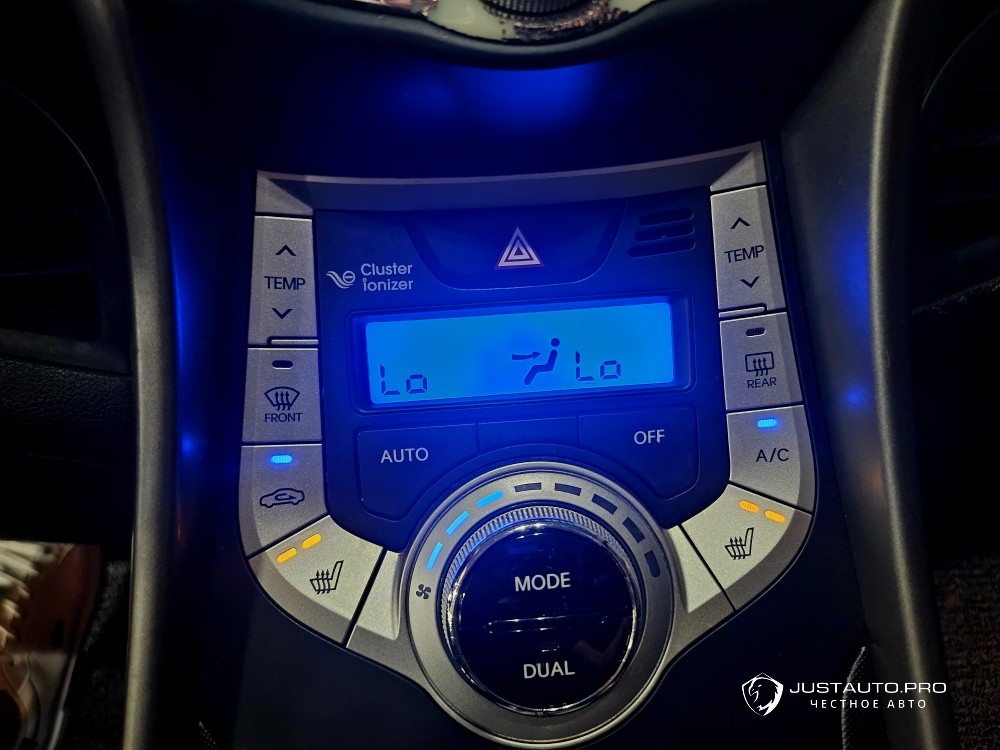 TEMP
TEMP
Cluster
ionizer
Lo
Lo
FRONT
REAR
AUTO
OFF
A/C
MODE
DUAL
JUSTAUTO.PRO
ЧЕСТНОЕ АВТО